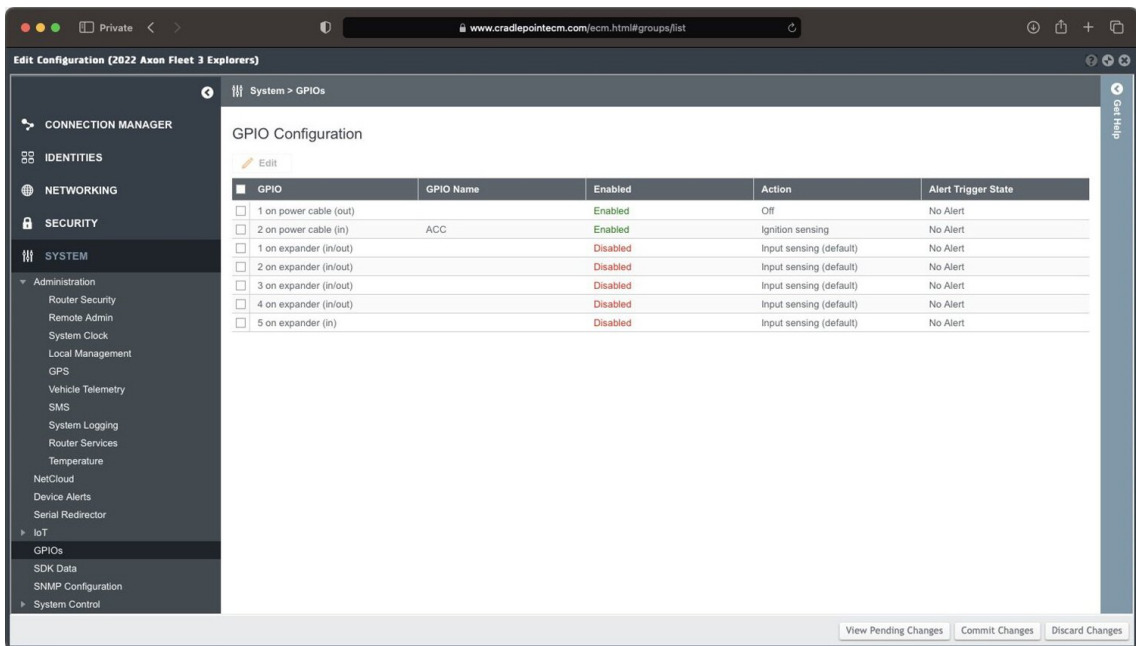 Private
www.cradlepointecm.com/ecm.html#groups/list
Edit Configuration (2022 Axon Fleet 3 Explorers)
CONNECTION MANAGER
IDENTITIES
NETWORKING
SECURITY
SYSTEM
Administration
Router Security
Remote Admin
System Clock
Local Management
GPS
Vehicle Telemetry
SMS
System Logging
Router Services
Temperature
NetCloud
Device Alerts
Serial Redirector
IoT
GPIOs
SDK Data
SNMP Configuration
System Control
System > GPIOs
GPIO Configuration
Edit
GPIO GPIO Name Enabled Action Alert Trigger State
1 on power cable (out) Enabled Off No Alert
2 on power cable (in) ACC Enabled Ignition sensing No Alert
1 on expander (in/out) Disabled Input sensing (default) No Alert
2 on expander (in/out) Disabled Input sensing (default) No Alert
3 on expander (in/out) Disabled Input sensing (default) No Alert
4 on expander (in/out) Disabled Input sensing (default) No Alert
5 on expander (in) Disabled Input sensing (default) No Alert
Get Help
View Pending Changes Commit Changes Discard Changes